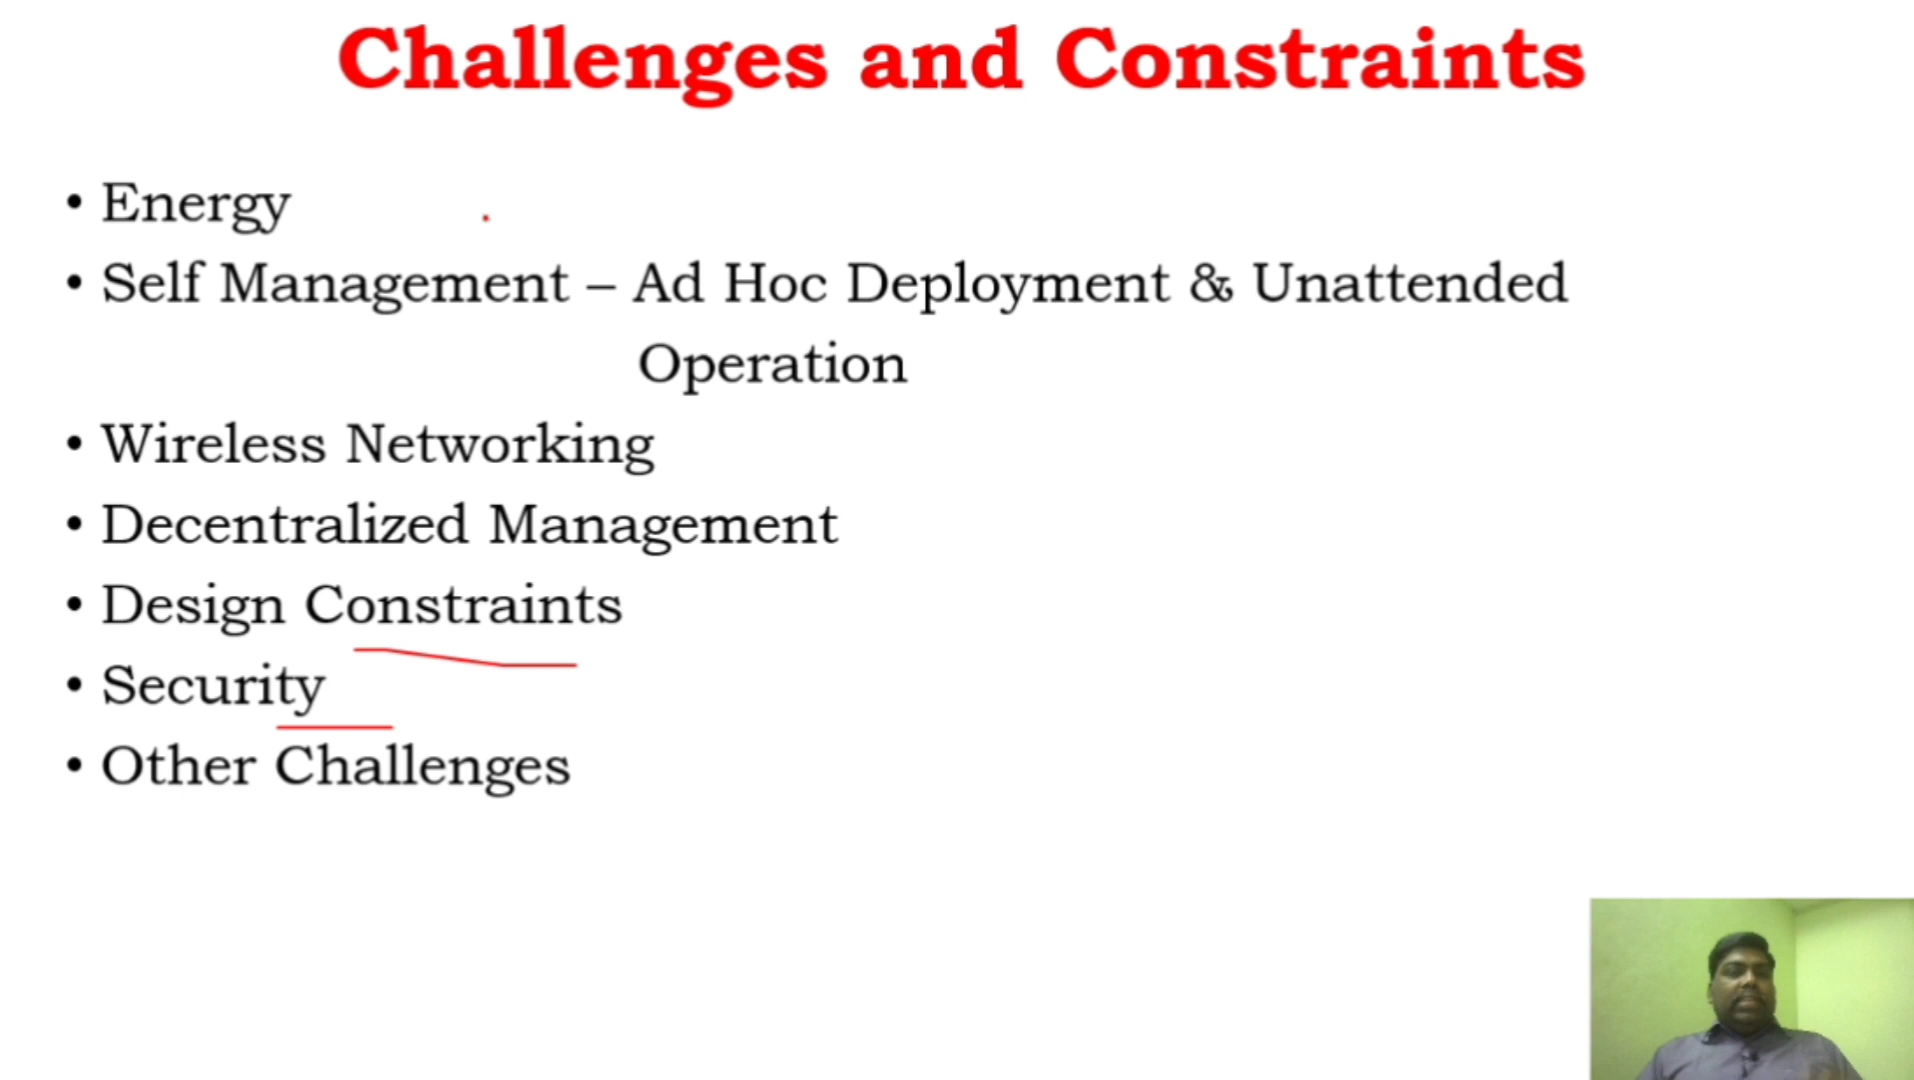 Challenges and Constraints
• Energy
• Self Management – Ad Hoc Deployment & Unattended
Operation
• Wireless Networking
• Decentralized Management
• Design Constraints
• Security
• Other Challenges